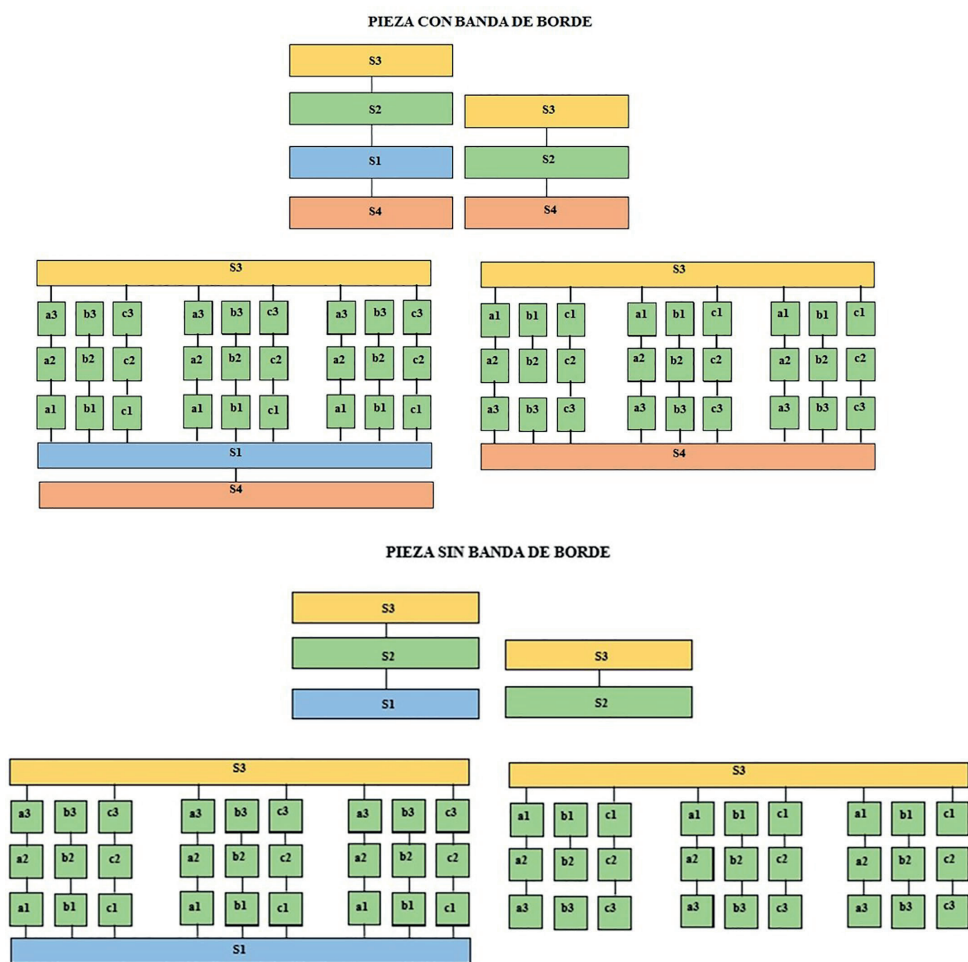 PIEZA CON BANDA DE BORDE
S3
S2 S3
S1 S2
S4 S4
S3 S3
a3 b3 c3 a3 b3 c3 a3 b3 c3 a1 b1 c1 a1 b1 c1 a1 b1 c1
a2 b2 c2 a2 b2 c2 a2 b2 c2 a2 b2 c2 a2 b2 c2 a2 b2 c2
a1 b1 c1 a1 b1 c1 a1 b1 c1 a3 b3 c3 a3 b3 c3 a3 b3 c3
S1 S4
S4
PIEZA SIN BANDA DE BORDE
S3
S2 S3
S1 S2
S3 S3
a3 b3 c3 a3 b3 c3 a3 b3 c3 a1 b1 c1 a1 b1 c1 a1 b1 c1
a2 b2 c2 a2 b2 c2 a2 b2 c2 a2 b2 c2 a2 b2 c2 a2 b2 c2
a1 b1 c1 a1 b1 c1 a1 b1 c1 a3 b3 c3 a3 b3 c3 a3 b3 c3
S1